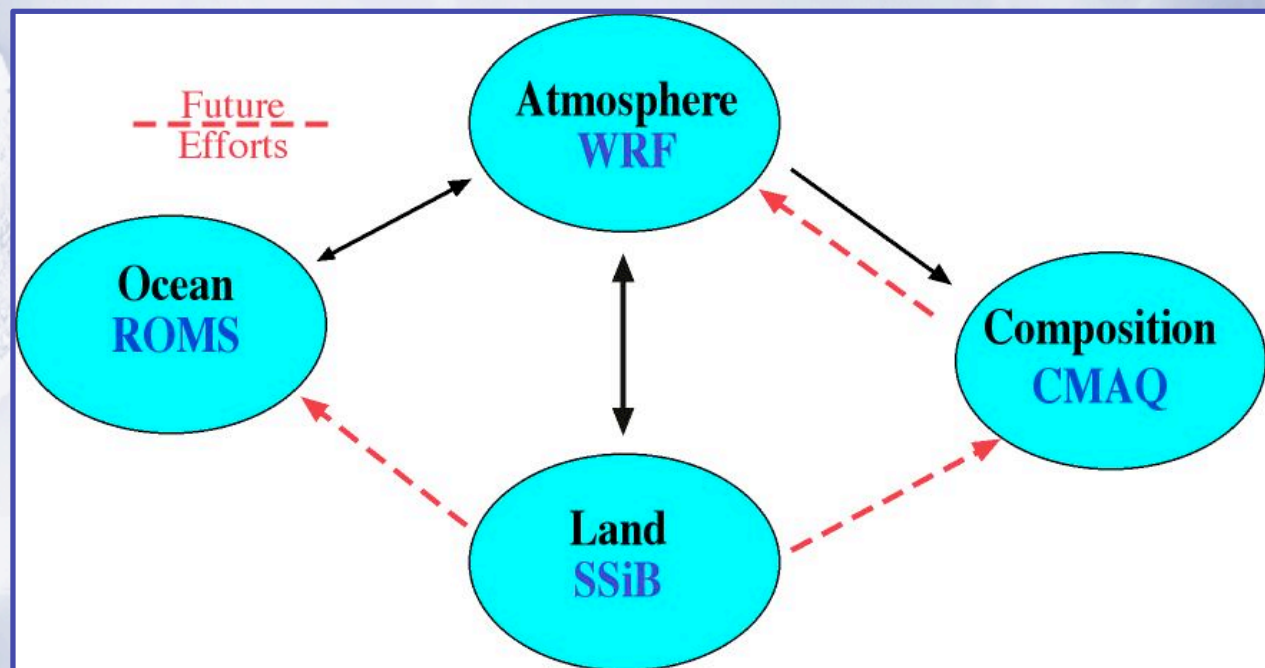 Atmosphere
WRF
Future
Efforts
Ocean
ROMS
Composition
CMAQ
Land
SSiB